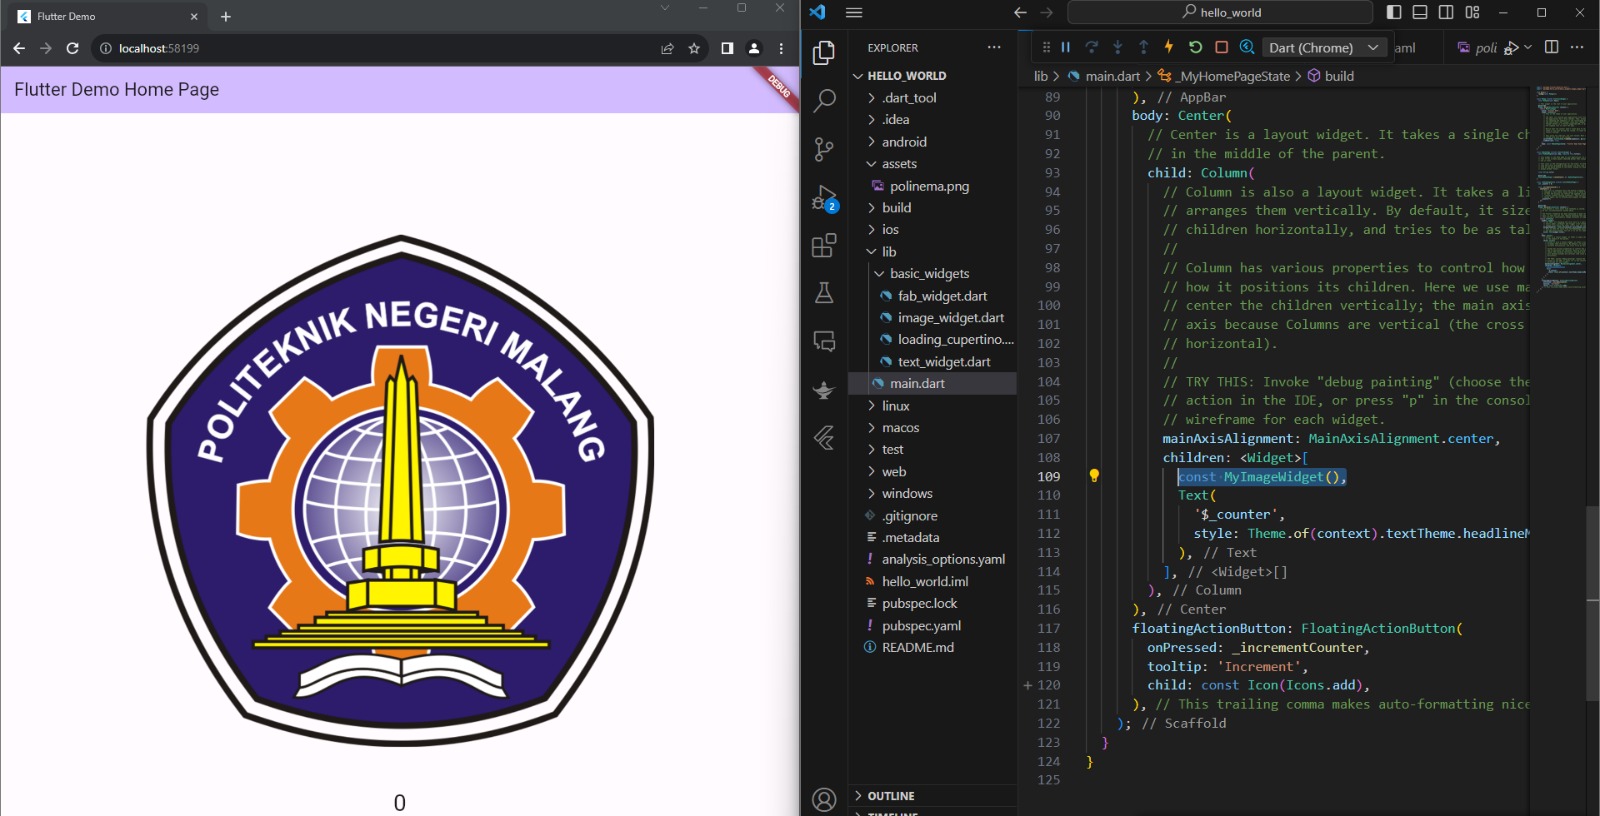 Flutter Demo
localhost:58199
Flutter Demo Home Page
DEBUG
POLITEKNIK NEGERI MALANG
0
hello_world
EXPLORER
HELLO_WORLD
.dart_tool
.idea
android
assets
polinema.png
build
ios
lib
basic_widgets
fab_widget.dart
image_widget.dart
loading_cupertino....
text_widget.dart
main.dart
linux
macos
test
web
windows
.gitignore
.metadata
analysis_options.yaml
hello_world.iml
pubspec.lock
pubspec.yaml
README.md
OUTLINE
TIMELINE
2
Dart (Chrome)
aml
poli
lib > main.dart > _MyHomePageState > build
89 ), // AppBar
90 body: Center(
91 // Center is a layout widget. It takes a single ch
92 // in the middle of the parent.
93 child: Column(
94 // Column is also a layout widget. It takes a li
95 // arranges them vertically. By default, it size
96 // children horizontally, and tries to be as tal
97 //
98 // Column has various properties to control how
99 // how it positions its children. Here we use ma
100 // center the children vertically; the main axis
101 // axis because Columns are vertical (the cross
102 // horizontal).
103 //
104 // TRY THIS: Invoke "debug painting" (choose the
105 // action in the IDE, or press "p" in the consol
106 // wireframe for each widget.
107 mainAxisAlignment: MainAxisAlignment.center,
108 children: <Widget>[
109 const MyImageWidget(),
110 Text(
111 '$_counter',
112 style: Theme.of(context).textTheme.headlineM
113 ), // Text
114 ], // <Widget>[]
115 ), // Column
116 ), // Center
117 floatingActionButton: FloatingActionButton(
118 onPressed: _incrementCounter,
119 tooltip: 'Increment',
120 child: const Icon(Icons.add),
121 ), // This trailing comma makes auto-formatting nice
122 ); // Scaffold
123 }
124 }
125